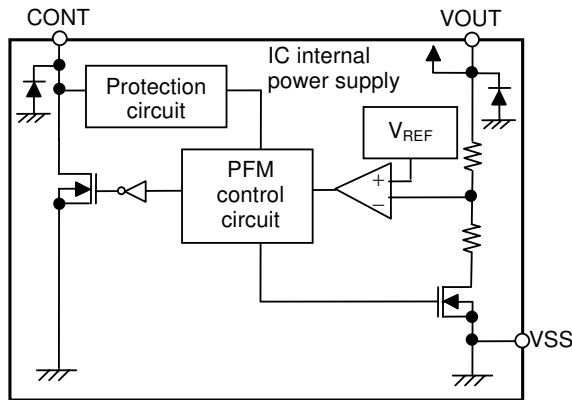 CONT
VOUT
IC internal
power supply
Protection
circuit
VREF
PFM
control
circuit
+
−
VSS